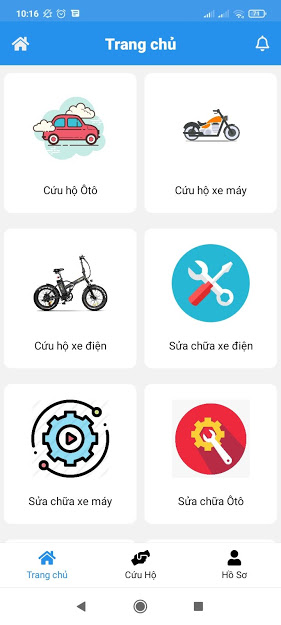 10:16
Trang chủ
Cứu hộ Ôtô
Cứu hộ xe máy
Cứu hộ xe điện
Sửa chữa xe điện
Sửa chữa xe máy
Sửa chữa Ôtô
Trang chủ
Cứu Hộ
Hồ Sơ